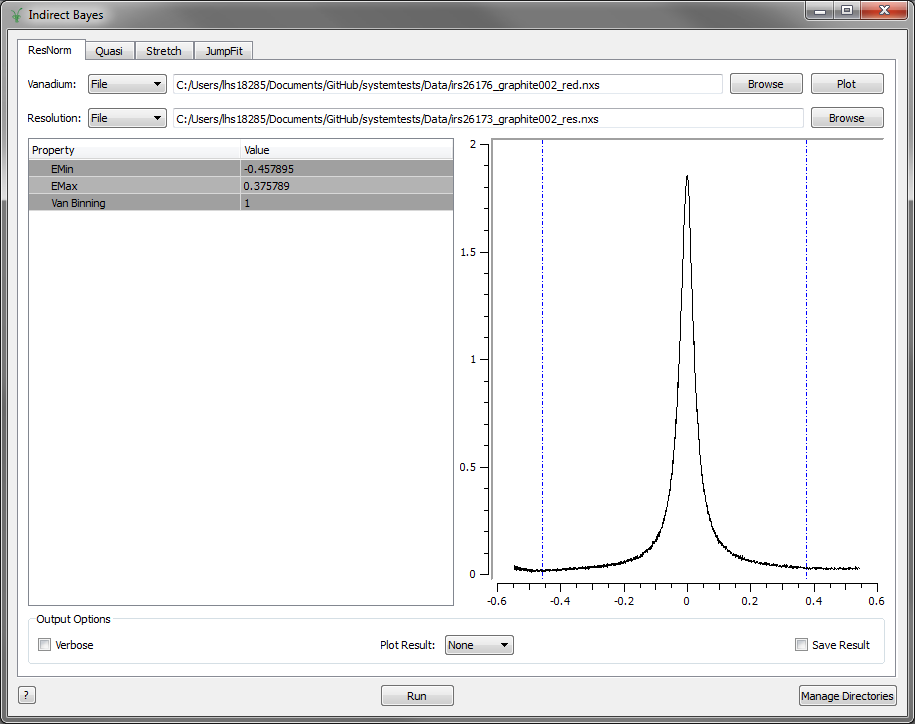 Indirect Bayes
ResNorm Quasi Stretch JumpFit
Vanadium: File C:/Users/lhs18285/Documents/GitHub/systemtests/Data/irs26176_graphite002_red.nxs Browse Plot
Resolution: File C:/Users/lhs18285/Documents/GitHub/systemtests/Data/irs26173_graphite002_res.nxs Browse
Property Value
EMin -0.457895
EMax 0.375789
Van Binning 1
2
1.5
1
0.5
0
-0.6 -0.4 -0.2 0 0.2 0.4 0.6
Output Options
Verbose Plot Result: None Save Result
? Run Manage Directories